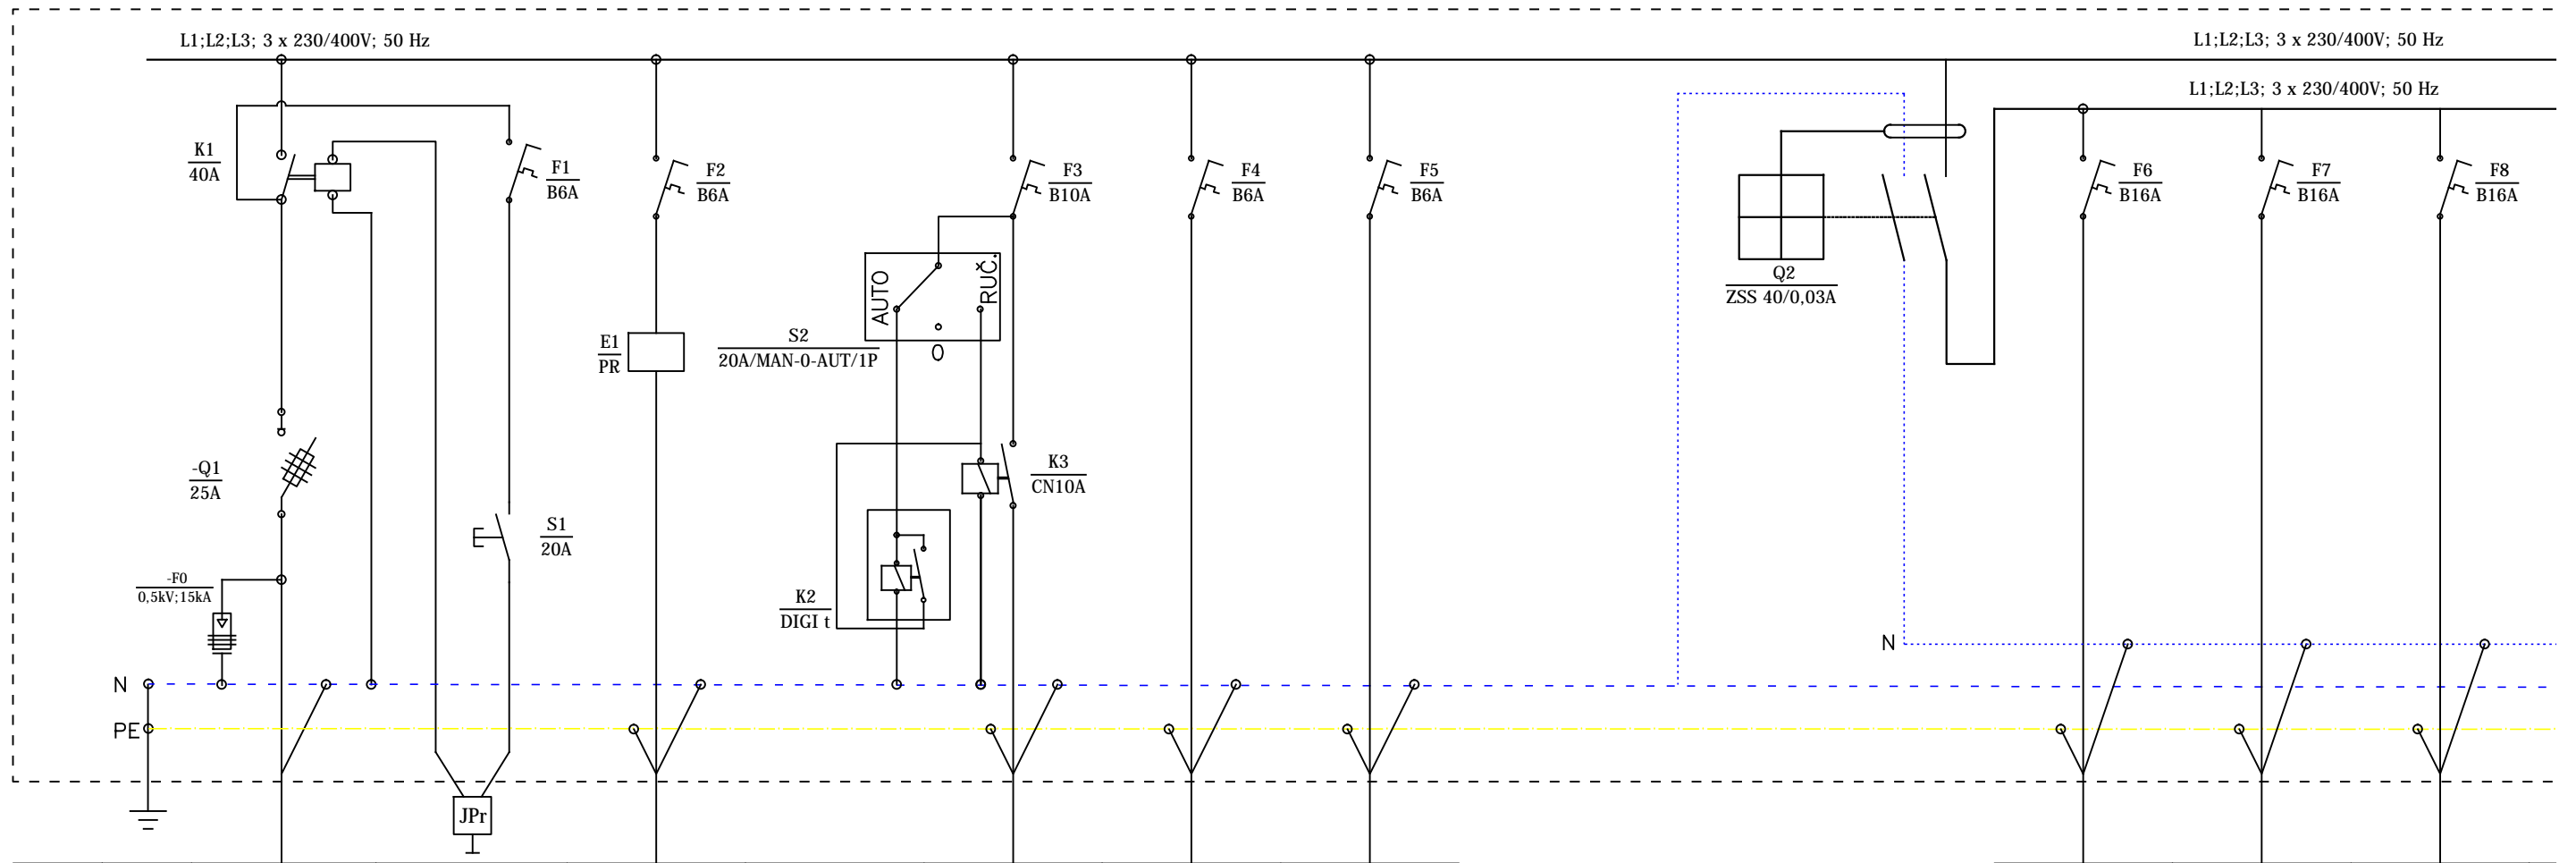 L1;L2;L3; 3 x 230/400V; 50 Hz
L1;L2;L3; 3 x 230/400V; 50 Hz
L1;L2;L3; 3 x 230/400V; 50 Hz
K1
40A
F1
B6A
F2
B6A
F3
B10A
F4
B6A
F5
B6A
F6
B16A
F7
B16A
F8
B16A
AUTO
RUČ.
0
Q2
ZSS 40/0,03A
E1
PR
S2
20A/MAN-0-AUT/1P
-Q1
25A
K3
CN10A
S1
20A
-F0
0,5kV;15kA
K2
DIGI t
N
N
PE
JPr